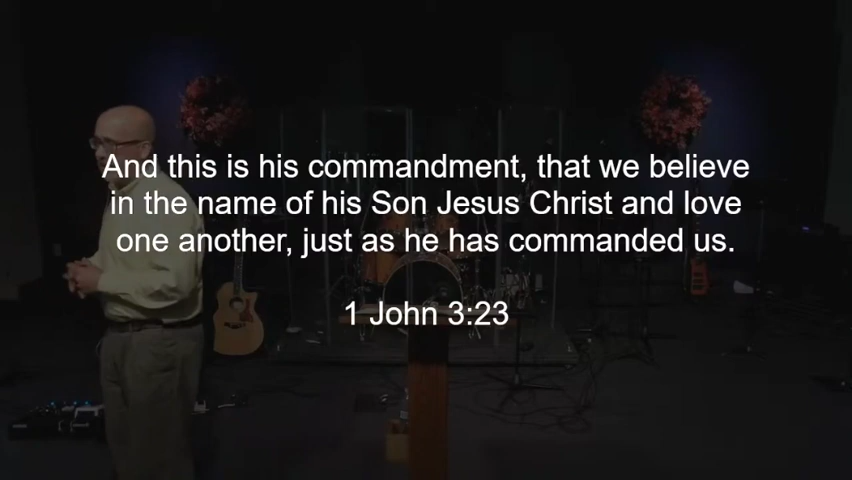 And this is his commandment, that we believe
in the name of his Son Jesus Christ and love
one another, just as he has commanded us.
1 John 3:23